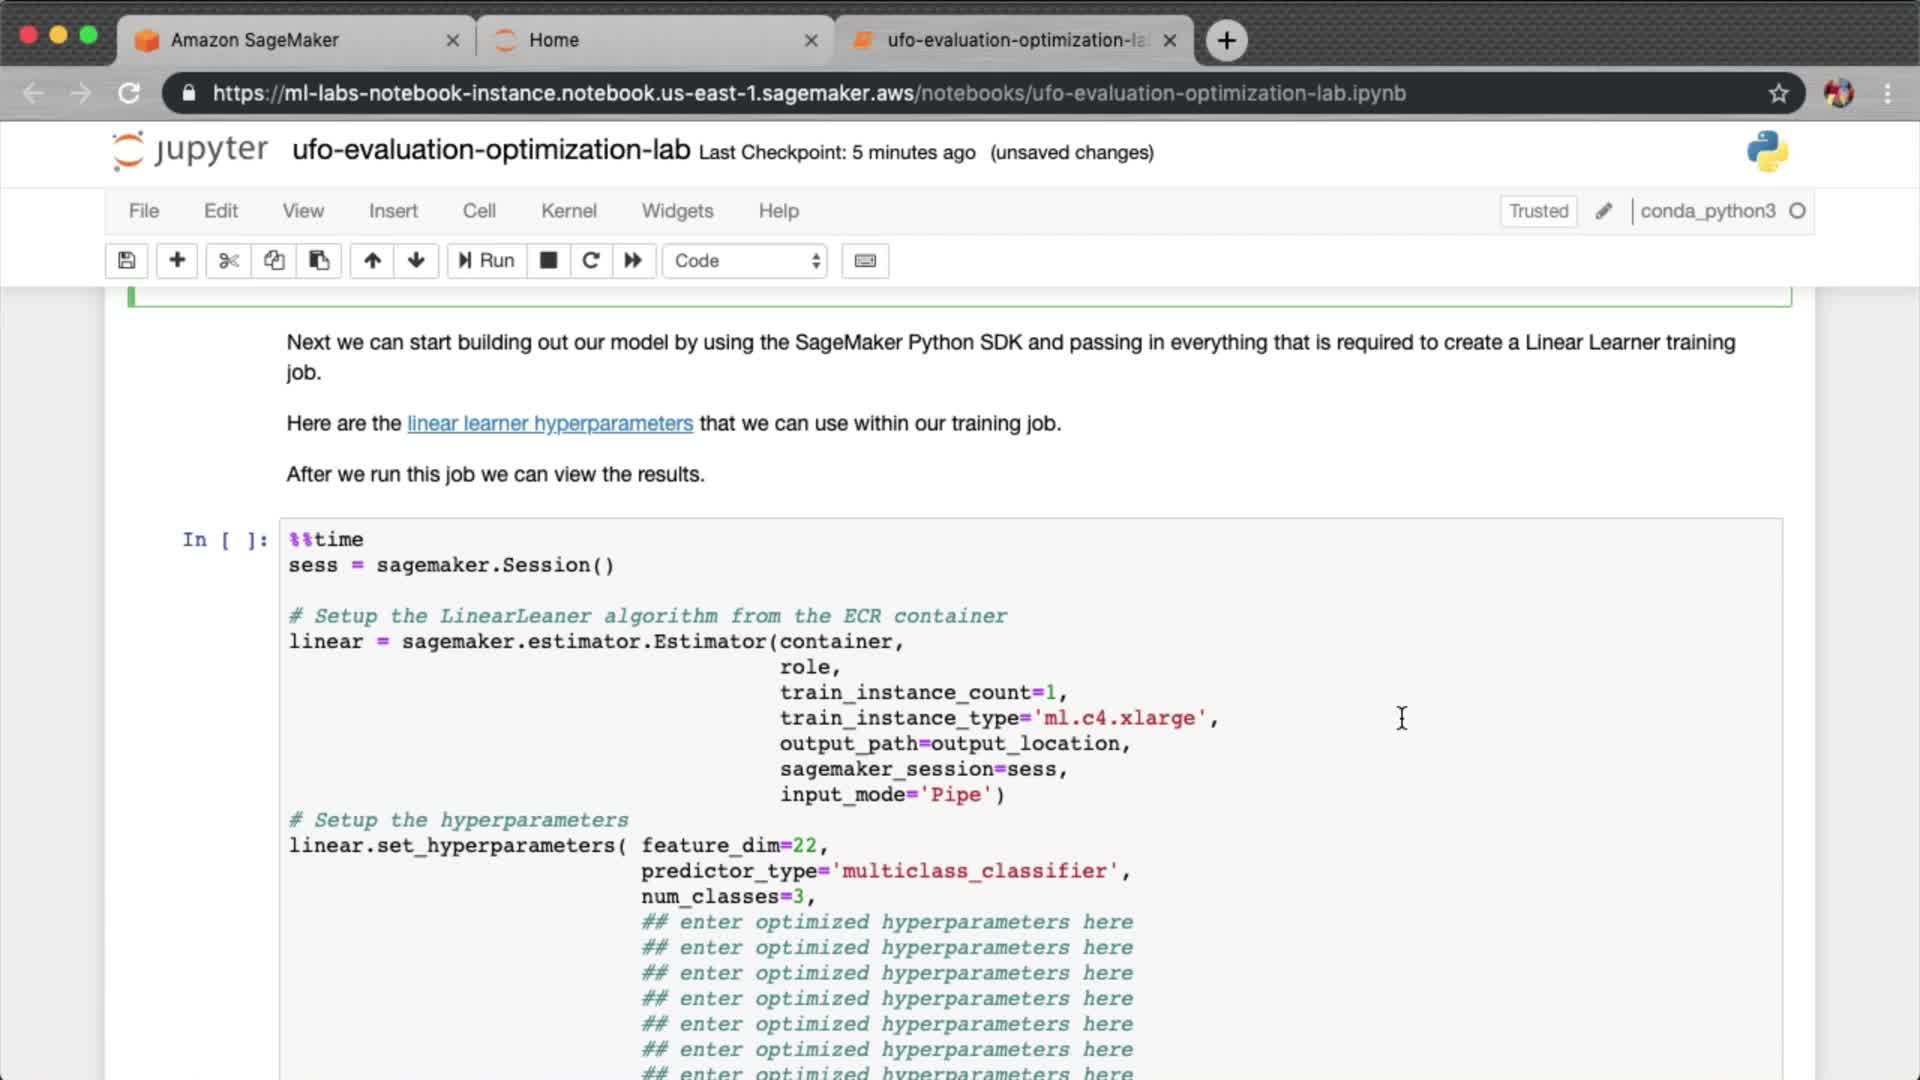 Amazon SageMaker
Home
ufo-evaluation-optimization-la
https://ml-labs-notebook-instance.notebook.us-east-1.sagemaker.aws/notebooks/ufo-evaluation-optimization-lab.ipynb
jupyter ufo-evaluation-optimization-lab Last Checkpoint: 5 minutes ago (unsaved changes)
File Edit View Insert Cell Kernel Widgets Help Trusted conda_python3
Run Code
Next we can start building out our model by using the SageMaker Python SDK and passing in everything that is required to create a Linear Learner training
job.
Here are the linear learner hyperparameters that we can use within our training job.
After we run this job we can view the results.
In [ ]: %%time
sess = sagemaker.Session()
# Setup the LinearLeaner algorithm from the ECR container
linear = sagemaker.estimator.Estimator(container,
role,
train_instance_count=1,
train_instance_type='ml.c4.xlarge',
output_path=output_location,
sagemaker_session=sess,
input_mode='Pipe')
# Setup the hyperparameters
linear.set_hyperparameters( feature_dim=22,
predictor_type='multiclass_classifier',
num_classes=3,
## enter optimized hyperparameters here
## enter optimized hyperparameters here
## enter optimized hyperparameters here
## enter optimized hyperparameters here
## enter optimized hyperparameters here
## enter optimized hyperparameters here
## enter optimized hyperparameters here